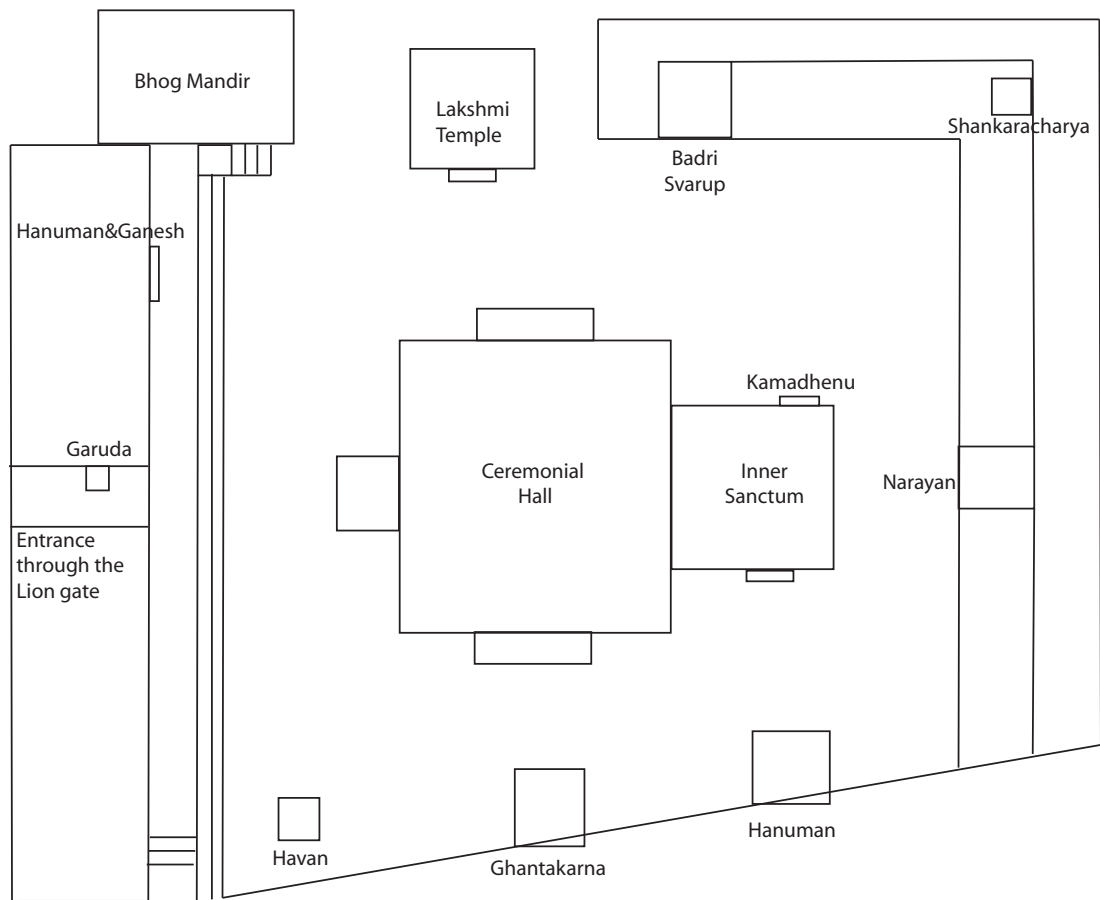 Bhog Mandir
Lakshmi
Temple
Shankaracharya
Badri
Svarup
Hanuman&Ganesh
Kamadhenu
Garuda
Ceremonial
Hall
Inner
Sanctum
Narayan
Entrance
through the
Lion gate
Hanuman
Havan
Ghantakarna